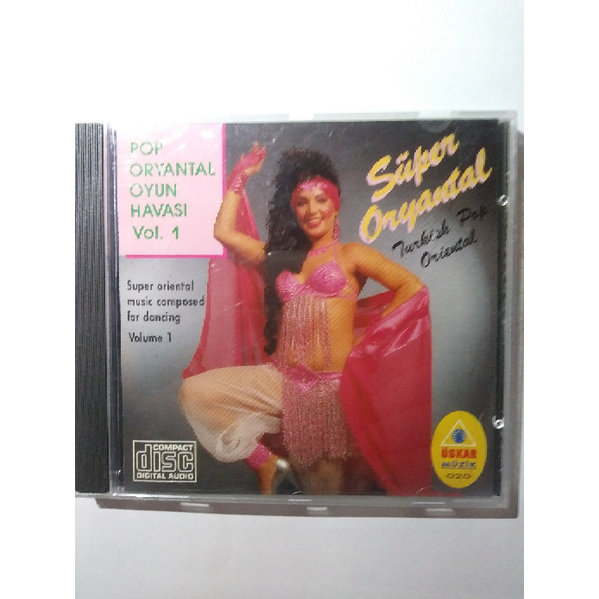 POP
ORYANTAL
OYUN
HAVASI
Vol. 1
Süper
Oryantal
Turkish Pop
Oriental
Super oriental
music composed
for dancing
Volume 1
COMPACT
disc
DIGITAL AUDIO
ÖSKAR
MÜZİK
020